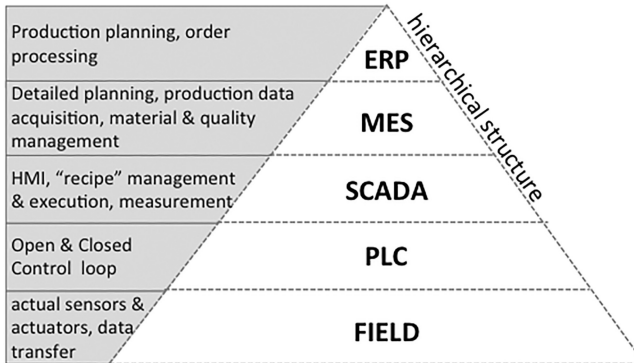 Production planning, order
processing
ERP
hierarchical structure
Detailed planning, production data
acquisition, material & quality
management
MES
HMI, “recipe” management
& execution, measurement
SCADA
Open & Closed
Control loop
PLC
actual sensors &
actuators, data
transfer
FIELD